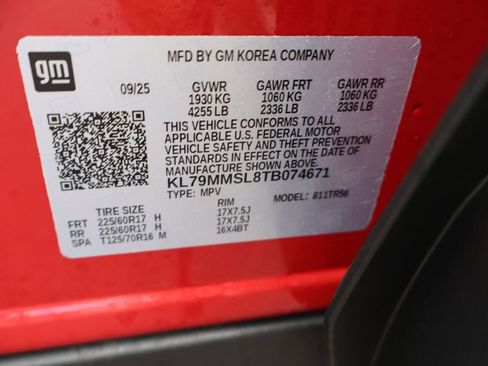 gm
MFD BY GM KOREA COMPANY
09/25 GVWR GAWR FRT GAWR RR
1930 KG 1060 KG 1060 KG
4255 LB 2336 LB 2336 LB
THIS VEHICLE CONFORMS TO ALL
APPLICABLE U.S. FEDERAL MOTOR
VEHICLE SAFETY AND THEFT PREVENTION
STANDARDS IN EFFECT ON THE DATE OF
MANUFACTURE SHOWN ABOVE.
KL79MMSL8TB074671
TYPE: MPV MODEL: 811TR56
TIRE SIZE RIM
FRT 225/60R17 H 17X7.5J
RR 225/60R17 H 17X7.5J
SPA T125/70R16 M 16X4BT